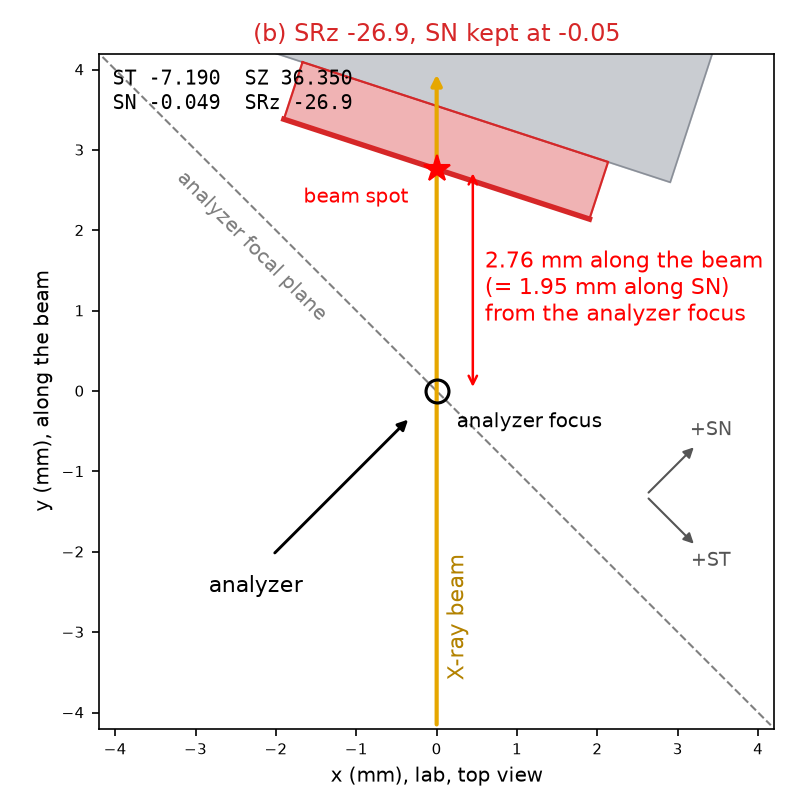 (b) SRz -26.9, SN kept at -0.05
ST -7.190  SZ 36.350
SN -0.049  SRz -26.9
beam spot
analyzer focal plane
2.76 mm along the beam
(= 1.95 mm along SN)
from the analyzer focus
analyzer focus
+SN
+ST
analyzer
X-ray beam
4
3
2
1
0
−1
−2
−3
−4
y (mm), along the beam
−4 −3 −2 −1 0 1 2 3 4
x (mm), lab, top view